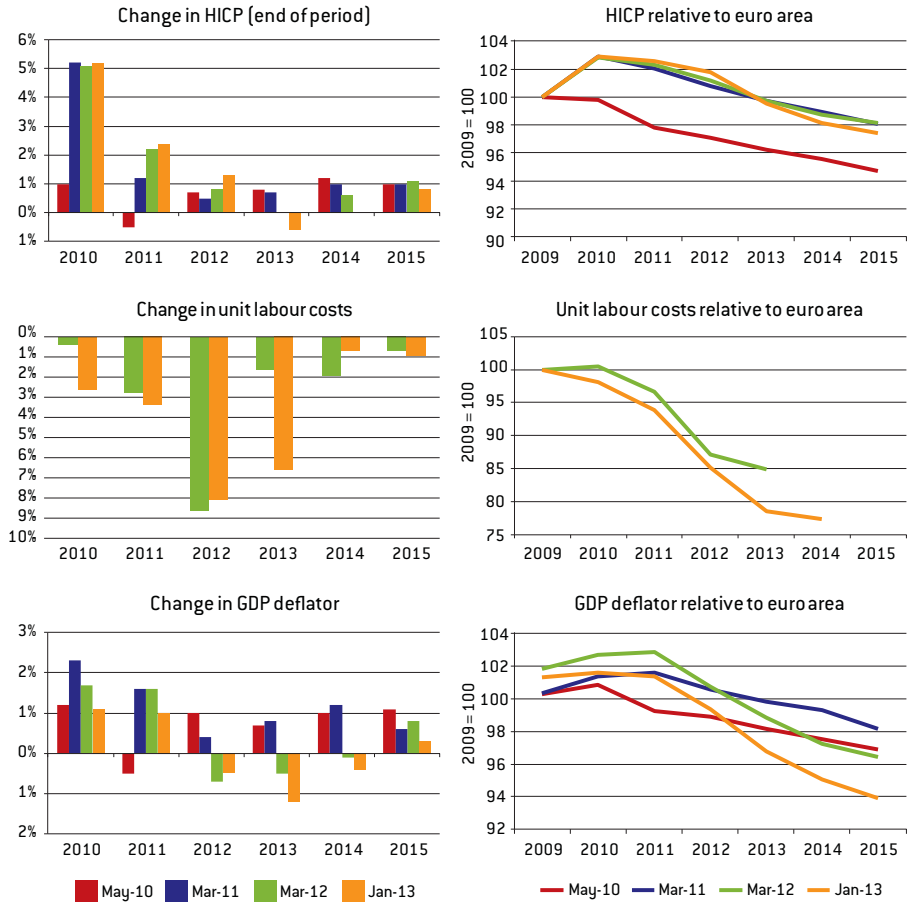 Change in HICP (end of period)
6%
5%
4%
3%
2%
1%
0%
1%
2010 2011 2012 2013 2014 2015
HICP relative to euro area
2009 = 100
104
102
100
98
96
94
92
90
2009 2010 2011 2012 2013 2014 2015
Change in unit labour costs
0%
1%
2%
3%
4%
5%
6%
7%
8%
9%
10%
2010 2011 2012 2013 2014 2015
Unit labour costs relative to euro area
2009 = 100
105
100
95
90
85
80
75
2009 2010 2011 2012 2013 2014 2015
Change in GDP deflator
3%
2%
1%
0%
1%
2%
2010 2011 2012 2013 2014 2015
May-10 Mar-11 Mar-12 Jan-13
GDP deflator relative to euro area
2009 = 100
104
102
100
98
96
94
92
2009 2010 2011 2012 2013 2014 2015
May-10 Mar-11 Mar-12 Jan-13